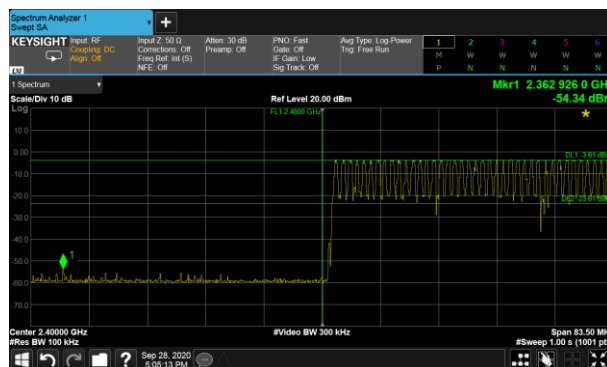 Spectrum Analyzer 1
Swept SA
+
KEYSIGHT
Input: RF
Coupling: DC
Align: Off
Input Z: 50 Ω
Corrections: Off
Freq Ref: Int (S)
NFE: Off
Atten: 30 dB
Preamp: Off
PNO: Fast
Gate: Off
IF Gain: Low
Sig Track: Off
Avg Type: Log-Power
Trig: Free Run
1 2 3 4 5 6
M W W W W W
P N N N N N
1 Spectrum
Mkr1 2.362 926 0 GH
Scale/Div 10 dB
Ref Level 20.00 dBm
-54.34 dB
Log
FL1 2.4000 GHz
10.0
0.00
DL1 -3.61 dB
-10.0
-20.0
DL2 -23.61 dB
-30.0
-40.0
-50.0
1
-60.0
-70.0
Center 2.40000 GHz
#Video BW 300 kHz
Span 83.50 M
#Res BW 100 kHz
#Sweep 1.00 s (1001 pt
?
Sep 28, 2020
5:05:13 PM